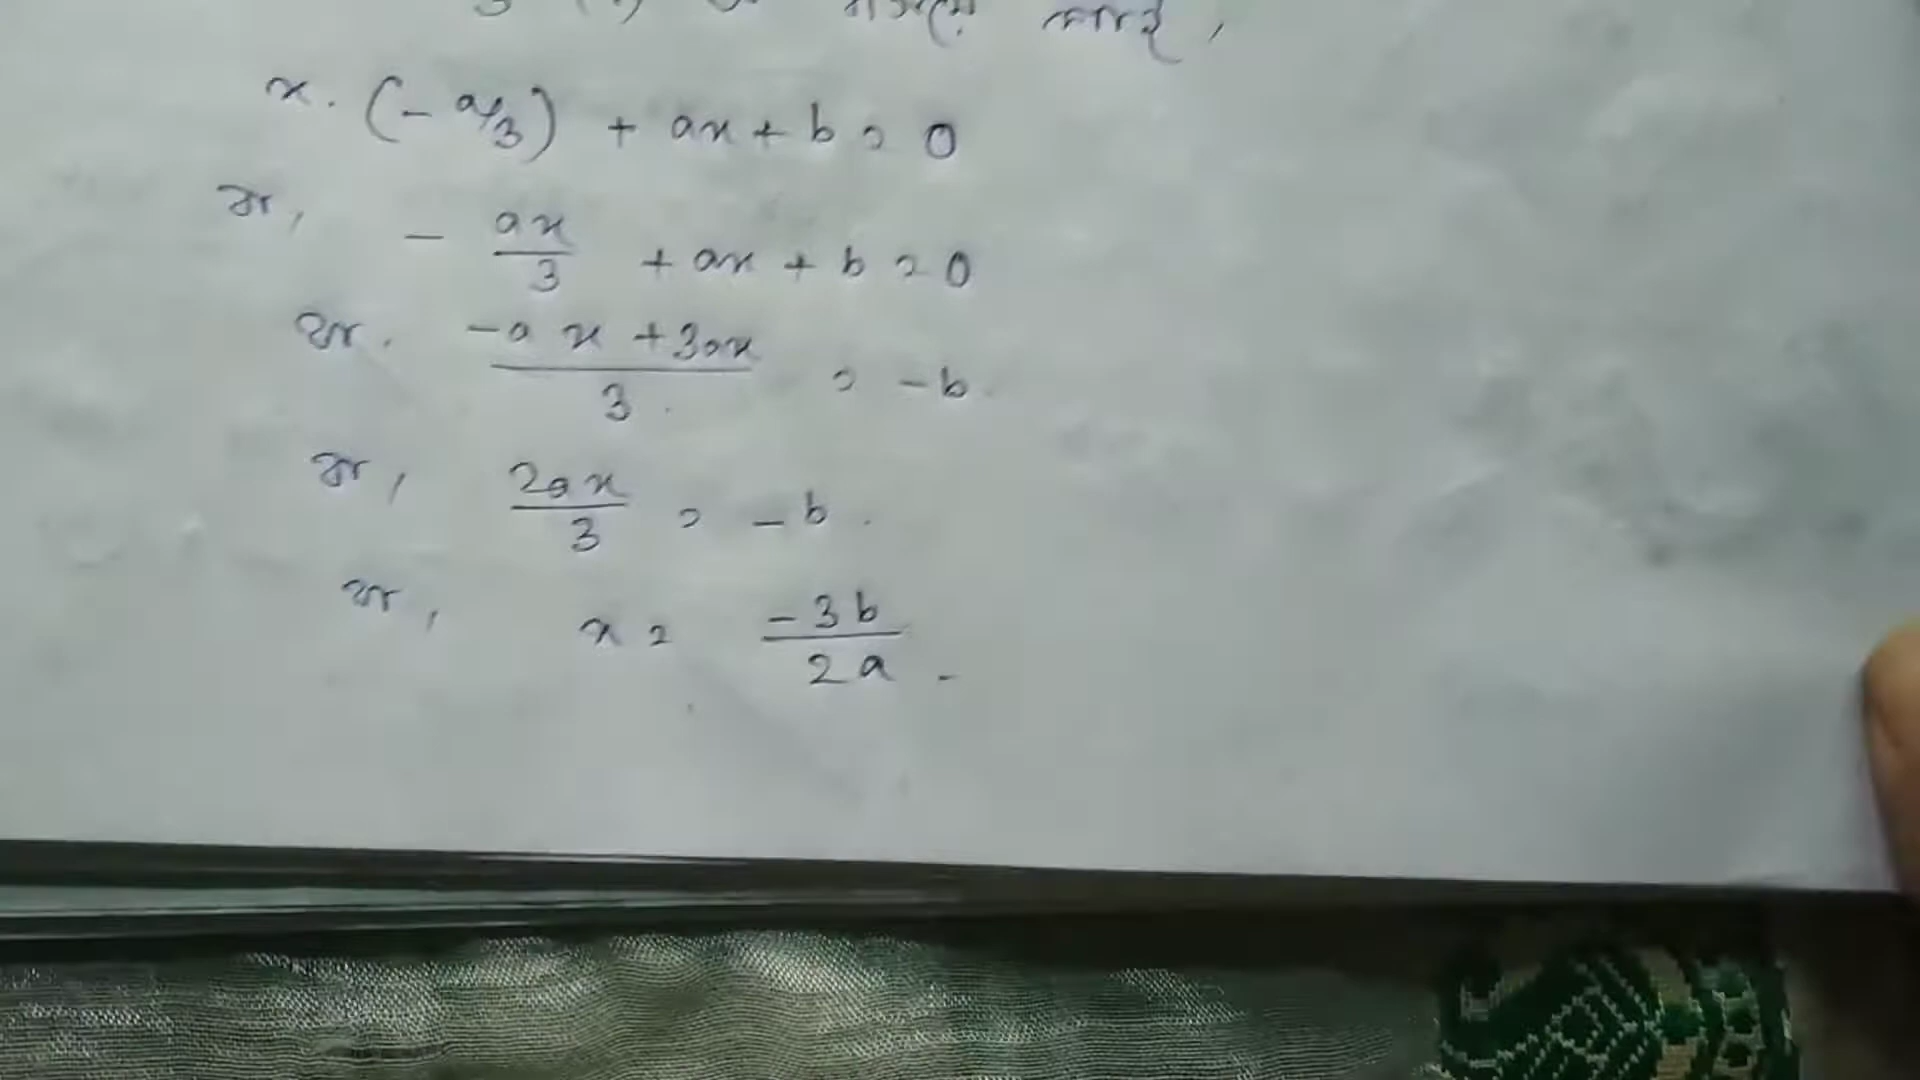 x. (- a/3) + ax + b = 0
বা, - ax/3 + ax + b = 0
বা, (-ax + 3ax)/3 = -b
বা, 2ax/3 = -b.
বা, x = -3b/2a.